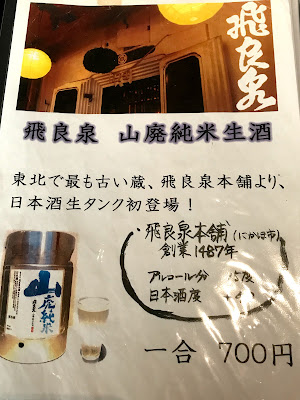 飛良泉
飛良泉 山廃純米生酒
東北で最も古い蔵、飛良泉本舗より、
日本酒生タンク初登場！
・飛良泉本舗 (にかほ市)
創業1487年
アルコール分 15度
日本酒度
山廃純米
一合 700円